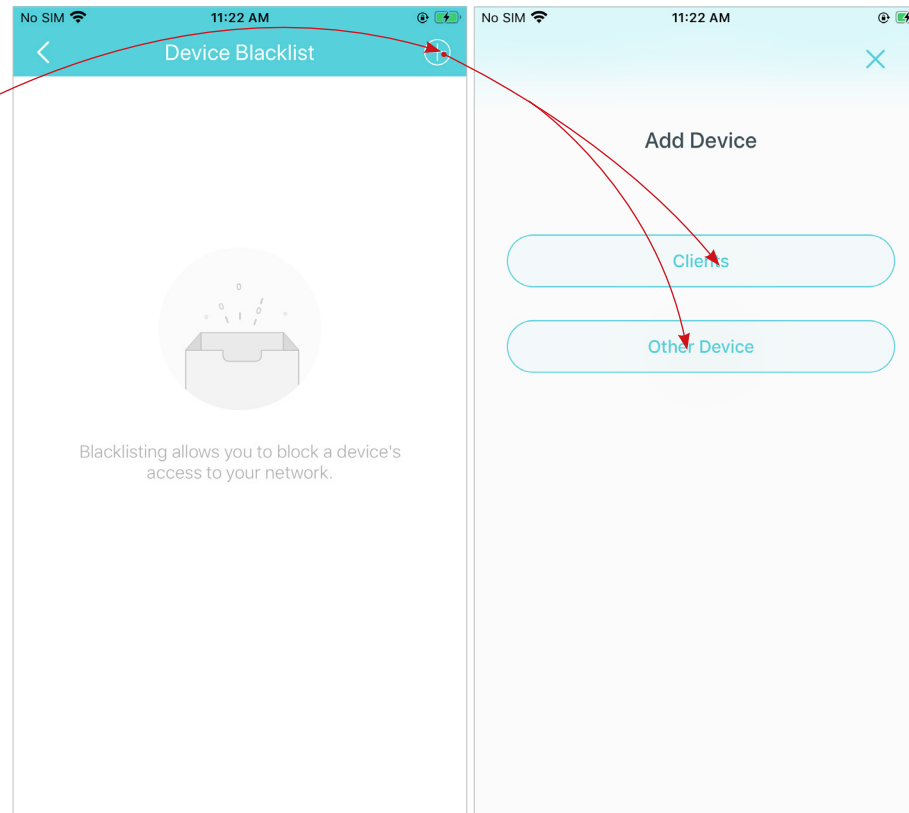 No SIM 11:22 AM
Device Blacklist
Blacklisting allows you to block a device's
access to your network.
No SIM 11:22 AM
Add Device
Clients
Other Device